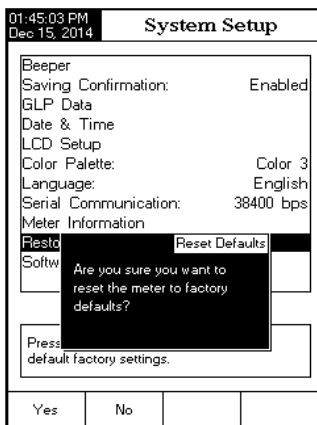 01:45:03 PM
Dec 15, 2014
System Setup
Beeper
Saving Confirmation: Enabled
GLP Data
Date & Time
LCD Setup
Color Palette: Color 3
Language: English
Serial Communication: 38400 bps
Meter Information
Resto
Reset Defaults
Softw
Are you sure you want to
reset the meter to factory
defaults?
Press
default factory settings.
Yes No